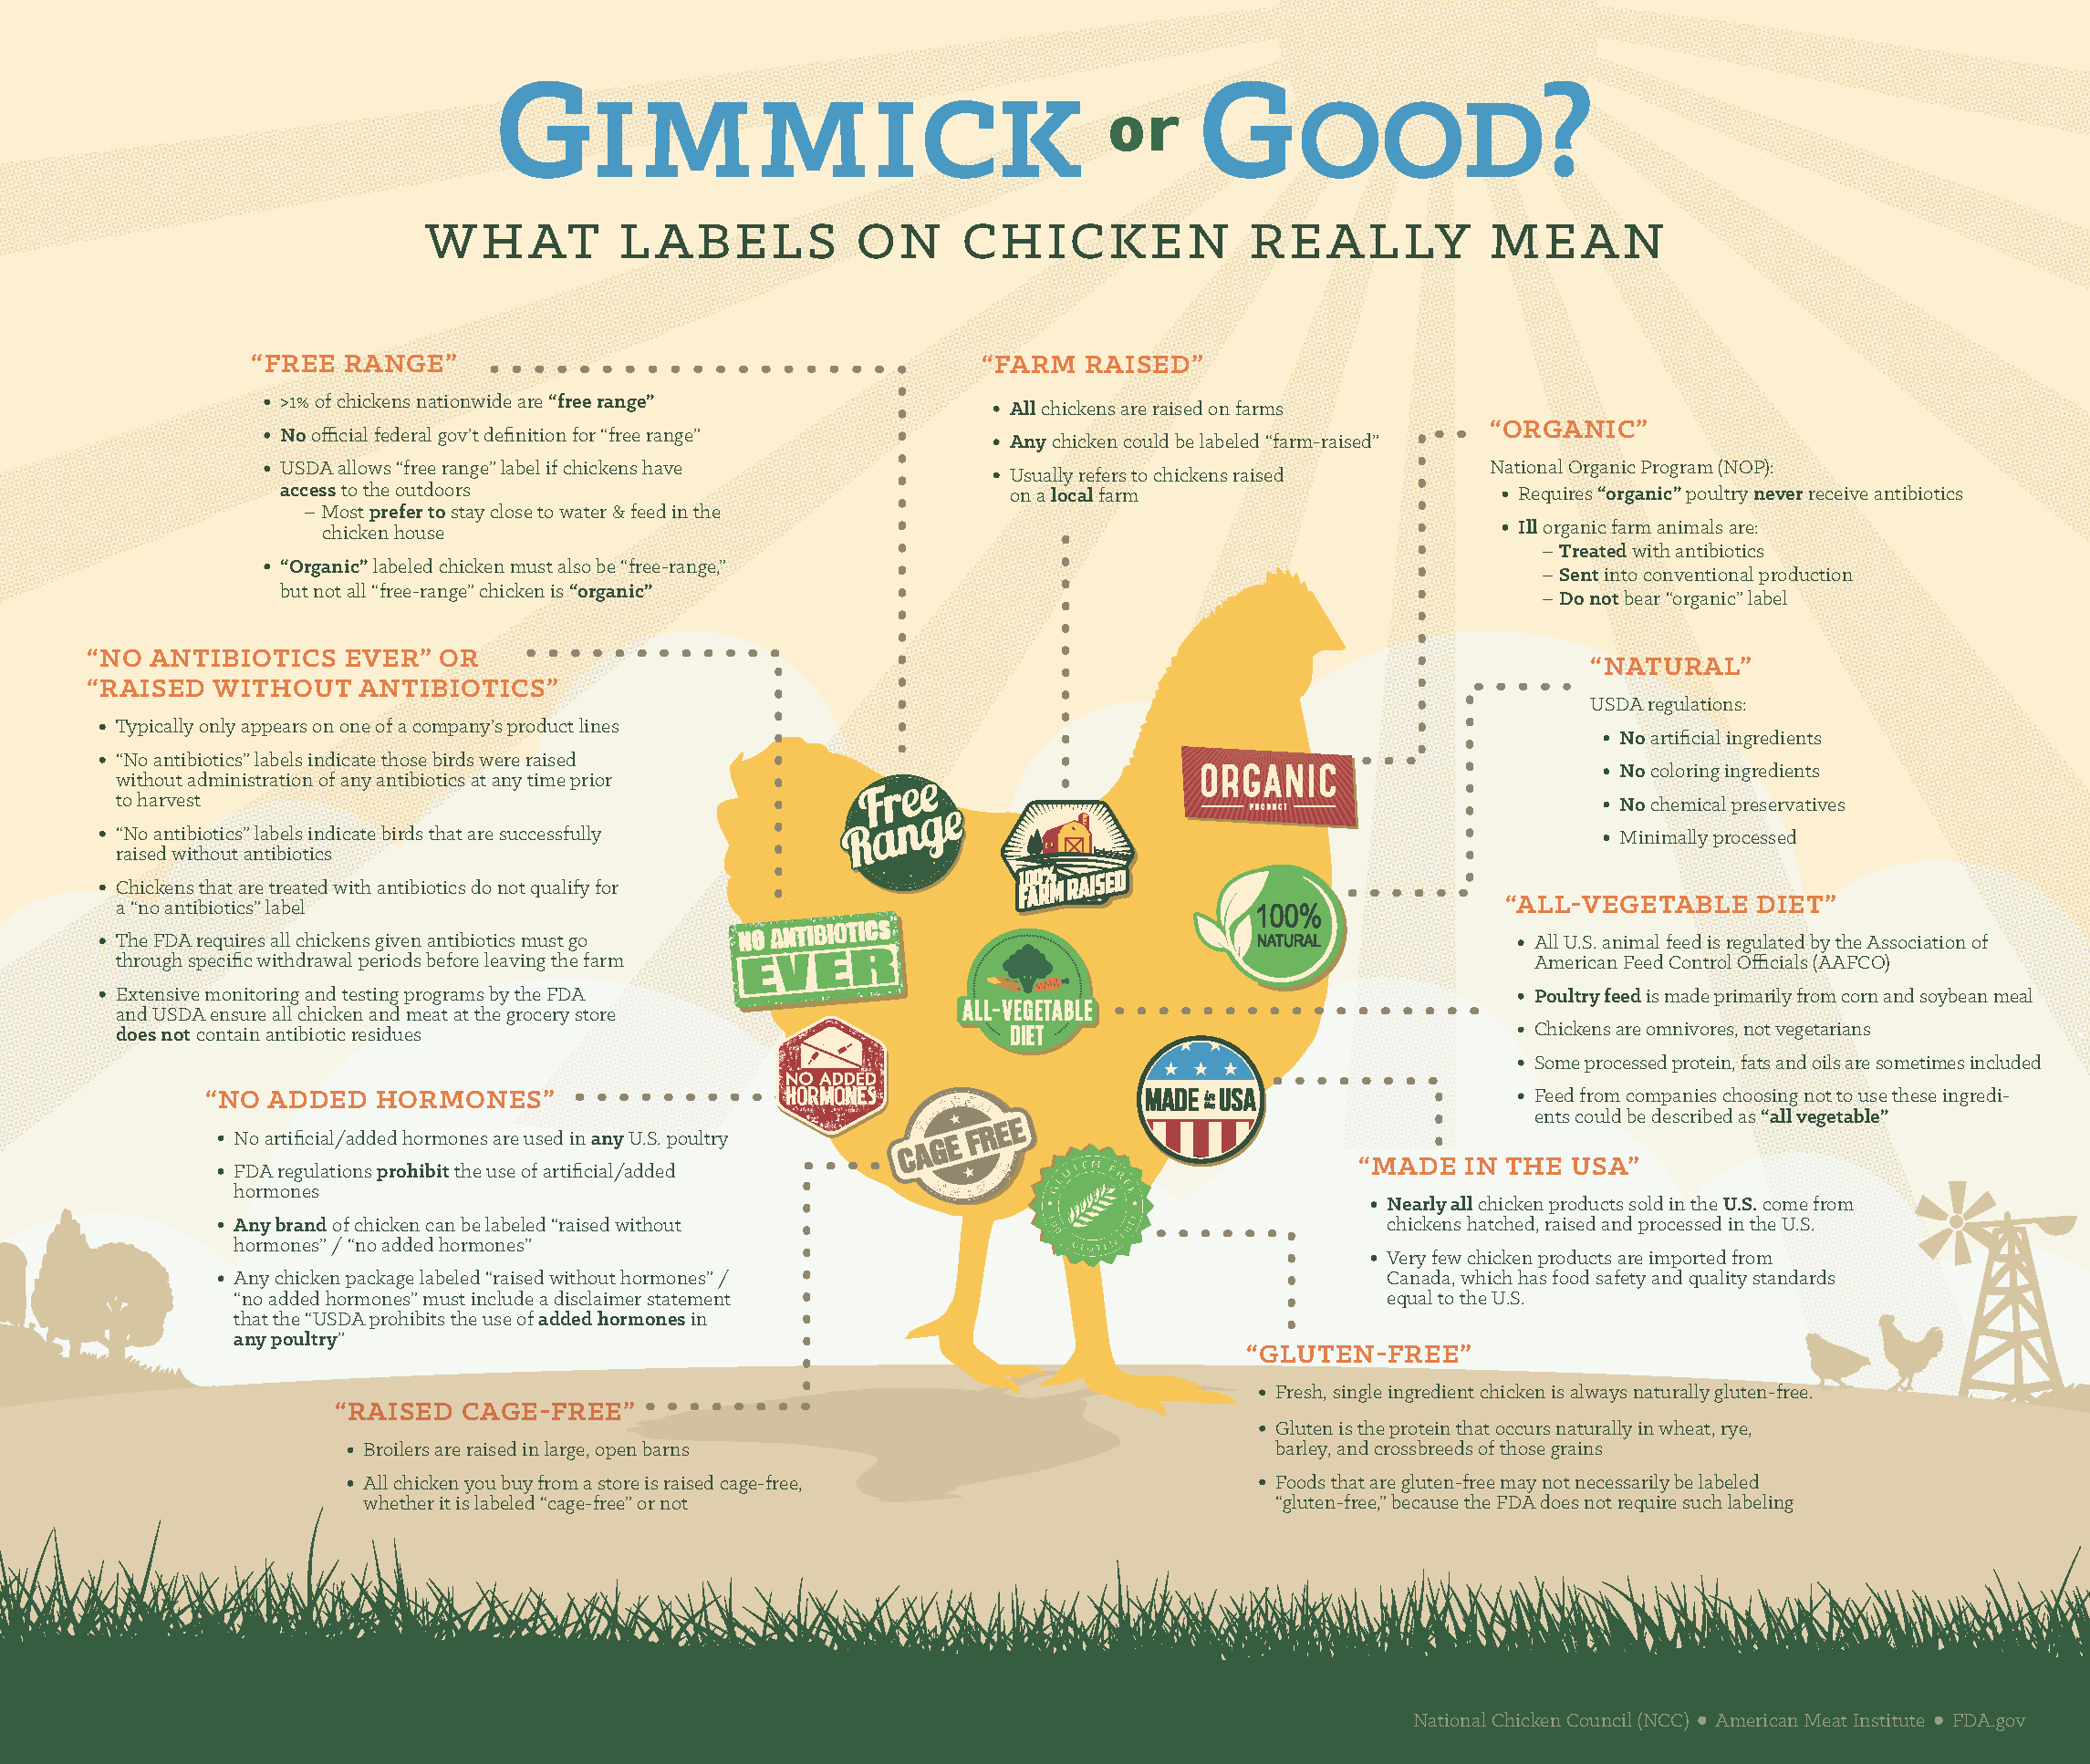 GIMMICK or GOOD?
WHAT LABELS ON CHICKEN REALLY MEAN
“FREE RANGE”
• >1% of chickens nationwide are “free range”
• No official federal gov’t definition for “free range”
• USDA allows “free range” label if chickens have
access to the outdoors
– Most prefer to stay close to water & feed in the
chicken house
• “Organic” labeled chicken must also be “free-range,”
but not all “free-range” chicken is “organic”
“FARM RAISED”
• All chickens are raised on farms
• Any chicken could be labeled “farm-raised”
• Usually refers to chickens raised
on a local farm
“ORGANIC”
National Organic Program (NOP):
• Requires “organic” poultry never receive antibiotics
• Ill organic farm animals are:
– Treated with antibiotics
– Sent into conventional production
– Do not bear “organic” label
“NO ANTIBIOTICS EVER” OR
“RAISED WITHOUT ANTIBIOTICS”
• Typically only appears on one of a company’s product lines
• “No antibiotics” labels indicate those birds were raised
without administration of any antibiotics at any time prior
to harvest
• “No antibiotics” labels indicate birds that are successfully
raised without antibiotics
• Chickens that are treated with antibiotics do not qualify for
a “no antibiotics” label
• The FDA requires all chickens given antibiotics must go
through specific withdrawal periods before leaving the farm
• Extensive monitoring and testing programs by the FDA
and USDA ensure all chicken and meat at the grocery store
does not contain antibiotic residues
“NATURAL”
USDA regulations:
• No artificial ingredients
• No coloring ingredients
• No chemical preservatives
• Minimally processed
Free
Range
100%
FARM RAISED
ORGANIC
PRODUCT
100%
NATURAL
NO ANTIBIOTICS
EVER
ALL-VEGETABLE
DIET
NO ADDED
HORMONES
CAGE FREE
MADE IN THE USA
GLUTEN FREE
GLUTEN FREE
“ALL-VEGETABLE DIET”
• All U.S. animal feed is regulated by the Association of
American Feed Control Officials (AAFCO)
• Poultry feed is made primarily from corn and soybean meal
• Chickens are omnivores, not vegetarians
• Some processed protein, fats and oils are sometimes included
• Feed from companies choosing not to use these ingredi-
ents could be described as “all vegetable”
“NO ADDED HORMONES”
• No artificial/added hormones are used in any U.S. poultry
• FDA regulations prohibit the use of artificial/added
hormones
• Any brand of chicken can be labeled “raised without
hormones” / “no added hormones”
• Any chicken package labeled “raised without hormones” /
“no added hormones” must include a disclaimer statement
that the “USDA prohibits the use of added hormones in
any poultry”
“MADE IN THE USA”
• Nearly all chicken products sold in the U.S. come from
chickens hatched, raised and processed in the U.S.
• Very few chicken products are imported from
Canada, which has food safety and quality standards
equal to the U.S.
“RAISED CAGE-FREE”
• Broilers are raised in large, open barns
• All chicken you buy from a store is raised cage-free,
whether it is labeled “cage-free” or not
“GLUTEN-FREE”
• Fresh, single ingredient chicken is always naturally gluten-free.
• Gluten is the protein that occurs naturally in wheat, rye,
barley, and crossbreeds of those grains
• Foods that are gluten-free may not necessarily be labeled
“gluten-free,” because the FDA does not require such labeling
National Chicken Council (NCC) • American Meat Institute • FDA.gov